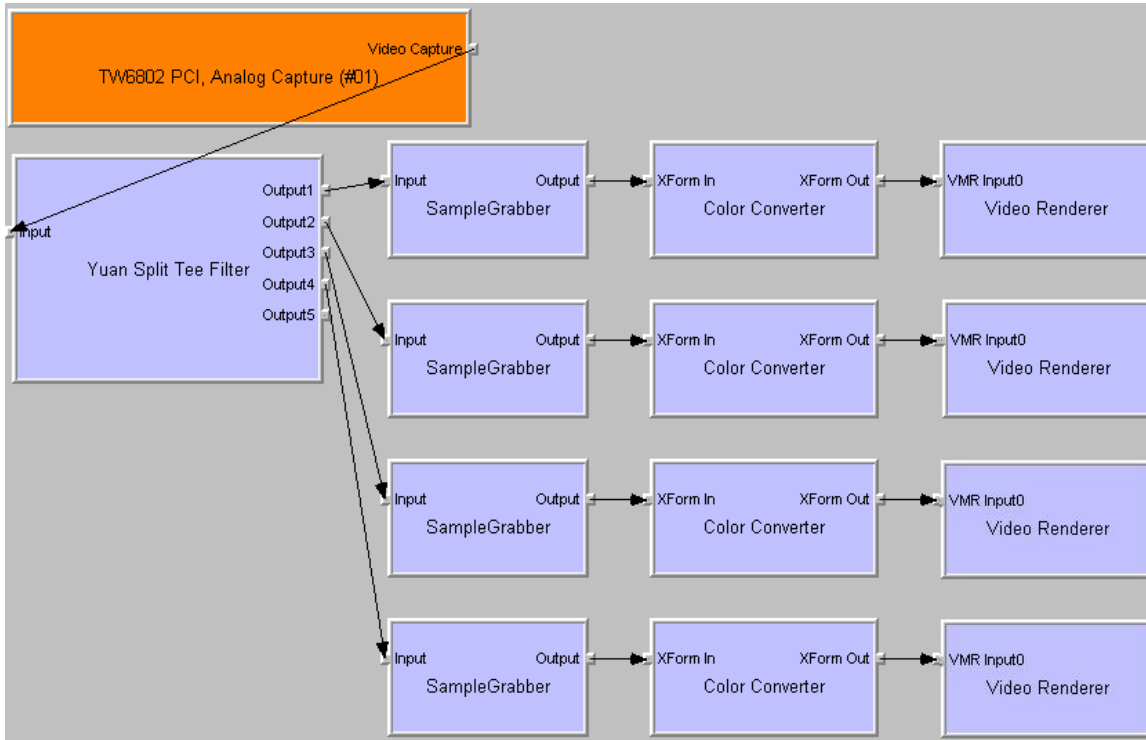 Video Capture
TW6802 PCI, Analog Capture (#01)
Input
Output1
Output2
Output3
Output4
Output5
Yuan Split Tee Filter
Input
Output
SampleGrabber
XForm In
XForm Out
Color Converter
VMR Input0
Video Renderer
Input
Output
SampleGrabber
XForm In
XForm Out
Color Converter
VMR Input0
Video Renderer
Input
Output
SampleGrabber
XForm In
XForm Out
Color Converter
VMR Input0
Video Renderer
Input
Output
SampleGrabber
XForm In
XForm Out
Color Converter
VMR Input0
Video Renderer